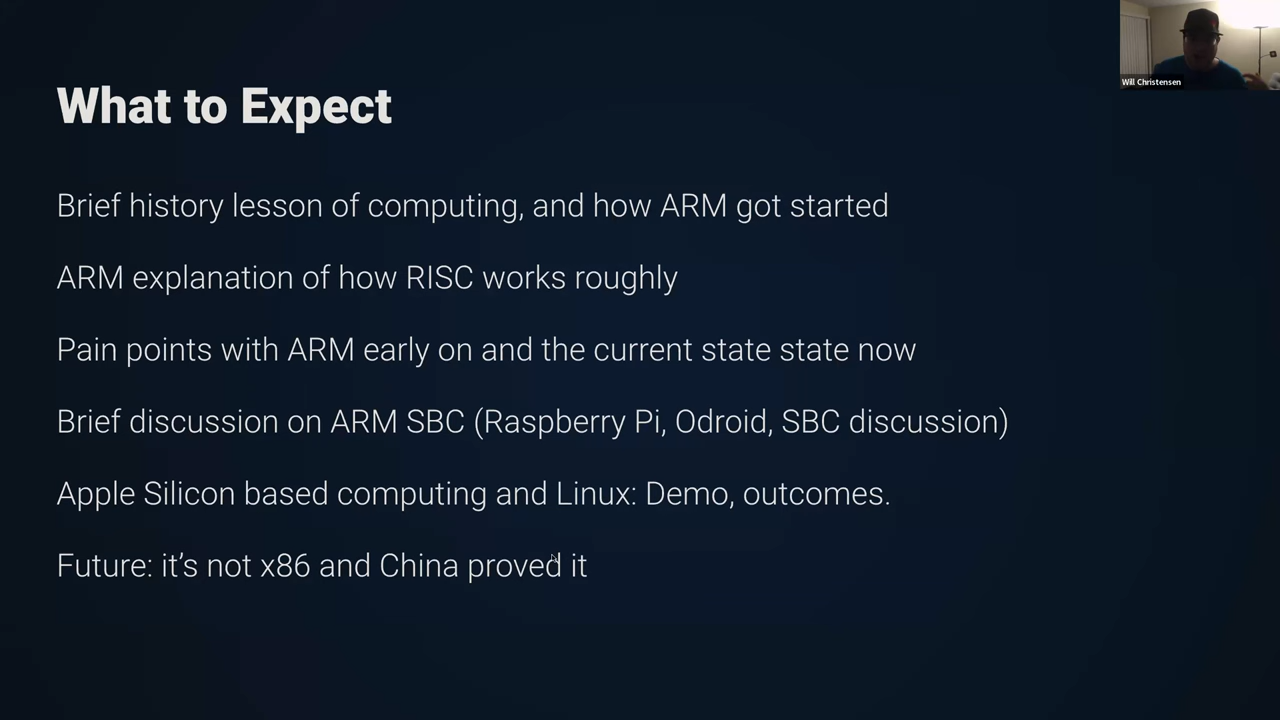 Will Christensen
What to Expect
Brief history lesson of computing, and how ARM got started
ARM explanation of how RISC works roughly
Pain points with ARM early on and the current state state now
Brief discussion on ARM SBC (Raspberry Pi, Odroid, SBC discussion)
Apple Silicon based computing and Linux: Demo, outcomes.
Future: it’s not x86 and China proved it